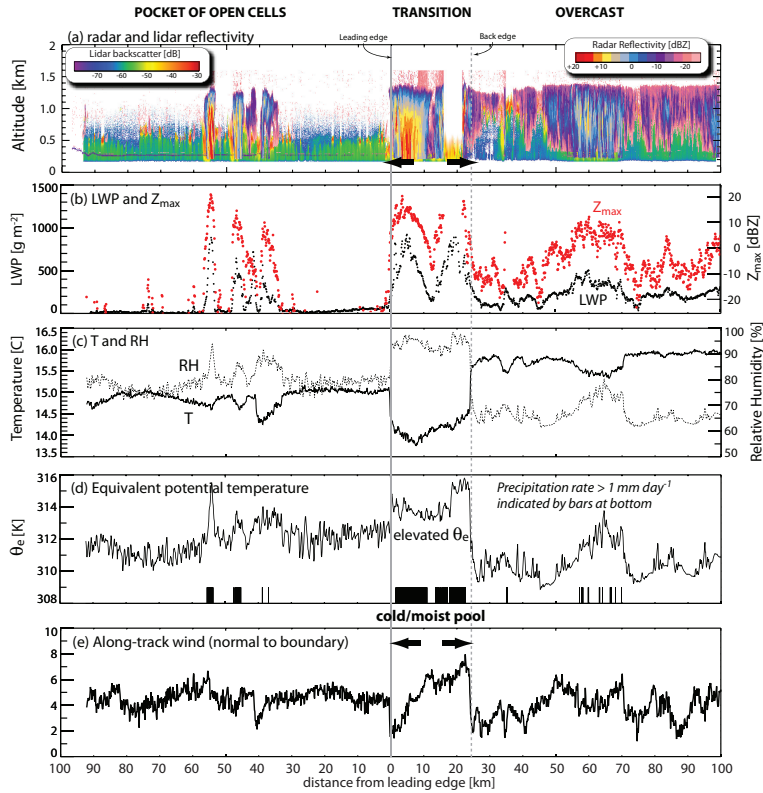 POCKET OF OPEN CELLS TRANSITION OVERCAST
Leading edge Back edge
(a) radar and lidar reflectivity
Lidar backscatter [dB]
-70 -60 -50 -40 -30
Radar Reflectivity [dBZ]
+20 +10 0 -10 -20
Altitude [km]
2
1.5
1.0
0.5
0
(b) LWP and Zmax
LWP [g m-2]
1500
1000
500
0
Zmax
LWP
Zmax [dBZ]
20
10
0
-10
-20
(c) T and RH
Temperature [C]
16.5
16.0
15.5
15.0
14.5
14.0
13.5
RH
T
Relative Humidity [%]
100
90
80
70
60
50
(d) Equivalent potential temperature
θe [K]
316
314
312
310
308
elevated θe
Precipitation rate > 1 mm day-1
indicated by bars at bottom
cold/moist pool
(e) Along-track wind (normal to boundary)
10
8
6
4
2
0
100 90 80 70 60 50 40 30 20 10 0 10 20 30 40 50 60 70 80 90 100
distance from leading edge [km]